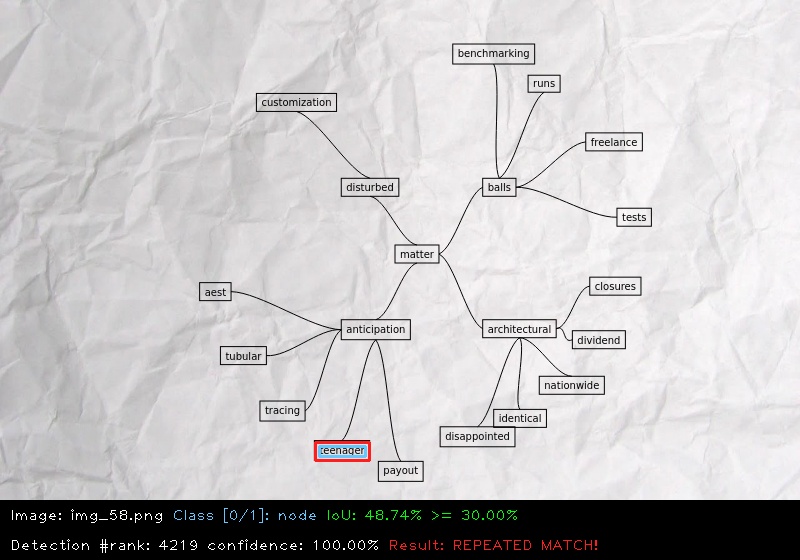 benchmarking
runs
customization
freelance
disturbed
balls
tests
matter
closures
aest
anticipation
architectural
dividend
tubular
nationwide
tracing
identical
disappointed
teenager
payout
Image: img_58.png Class [0/1]: node IoU: 48.74% >= 30.00%
Detection #rank: 4219 confidence: 100.00% Result: REPEATED MATCH!